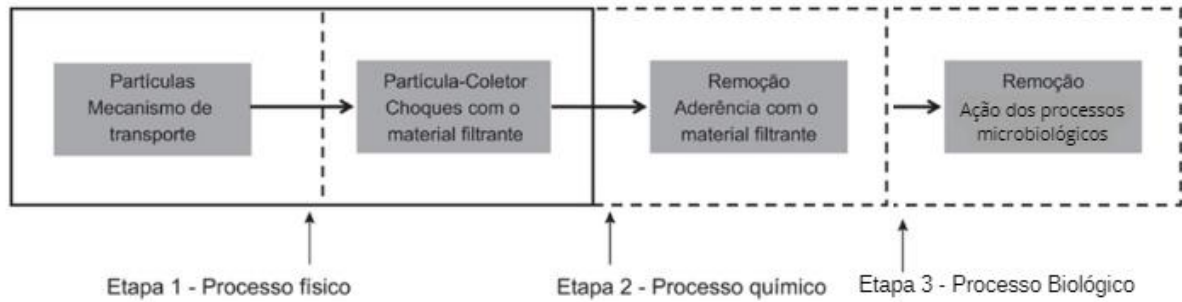 Partículas
Mecanismo de
transporte
Partícula-Coletor
Choques com o
material filtrante
Remoção
Aderência com o
material filtrante
Remoção
Ação dos processos
microbiológicos
Etapa 1 - Processo físico
Etapa 2 - Processo químico
Etapa 3 - Processo Biológico